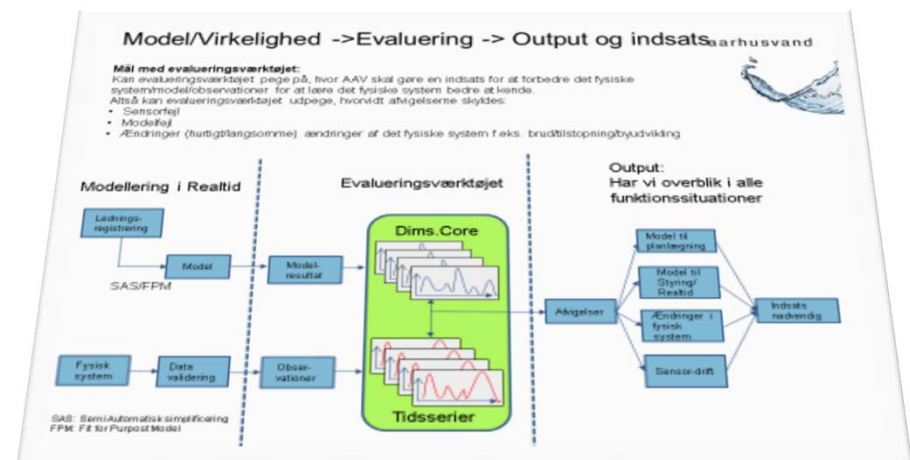 Model/Virkelighed ->Evaluering -> Output og indsats
aarhusvand
Mål med evalueringsværktøjet:
Kan evalueringsværktøjet pege på, hvor AAV skal gøre en indsats for at forbedre det fysiske
system/model/observationer for at lære det fysiske system bedre at kende.
Altså kan evalueringsværktøjet udpege, hvorvidt afvigelserne skyldes:
• Sensorfejl
• Modelfejl
• Ændringer (hurtigt/langsomme) ændringer af det fysiske system f.eks. brud/tilstopning/byudvikling
Modellering i Realtid
Evalueringsværktøjet
Output:
Har vi overblik i alle
funktionssituationer
Lednings-
registrering
Model
SAS/FPM
Model-
resultat
Dims.Core
Afvigelser
Model til
planlægning
Model til
Styring/
Realtid
Ændringer i
fysisk
system
Sensor-drift
Indsats
nødvendig
Fysisk
system
Data
validering
Obser-
vationer
Tidsserier
SAS: SemiAutomatisk simplificering
FPM: Fit for Purpost Model